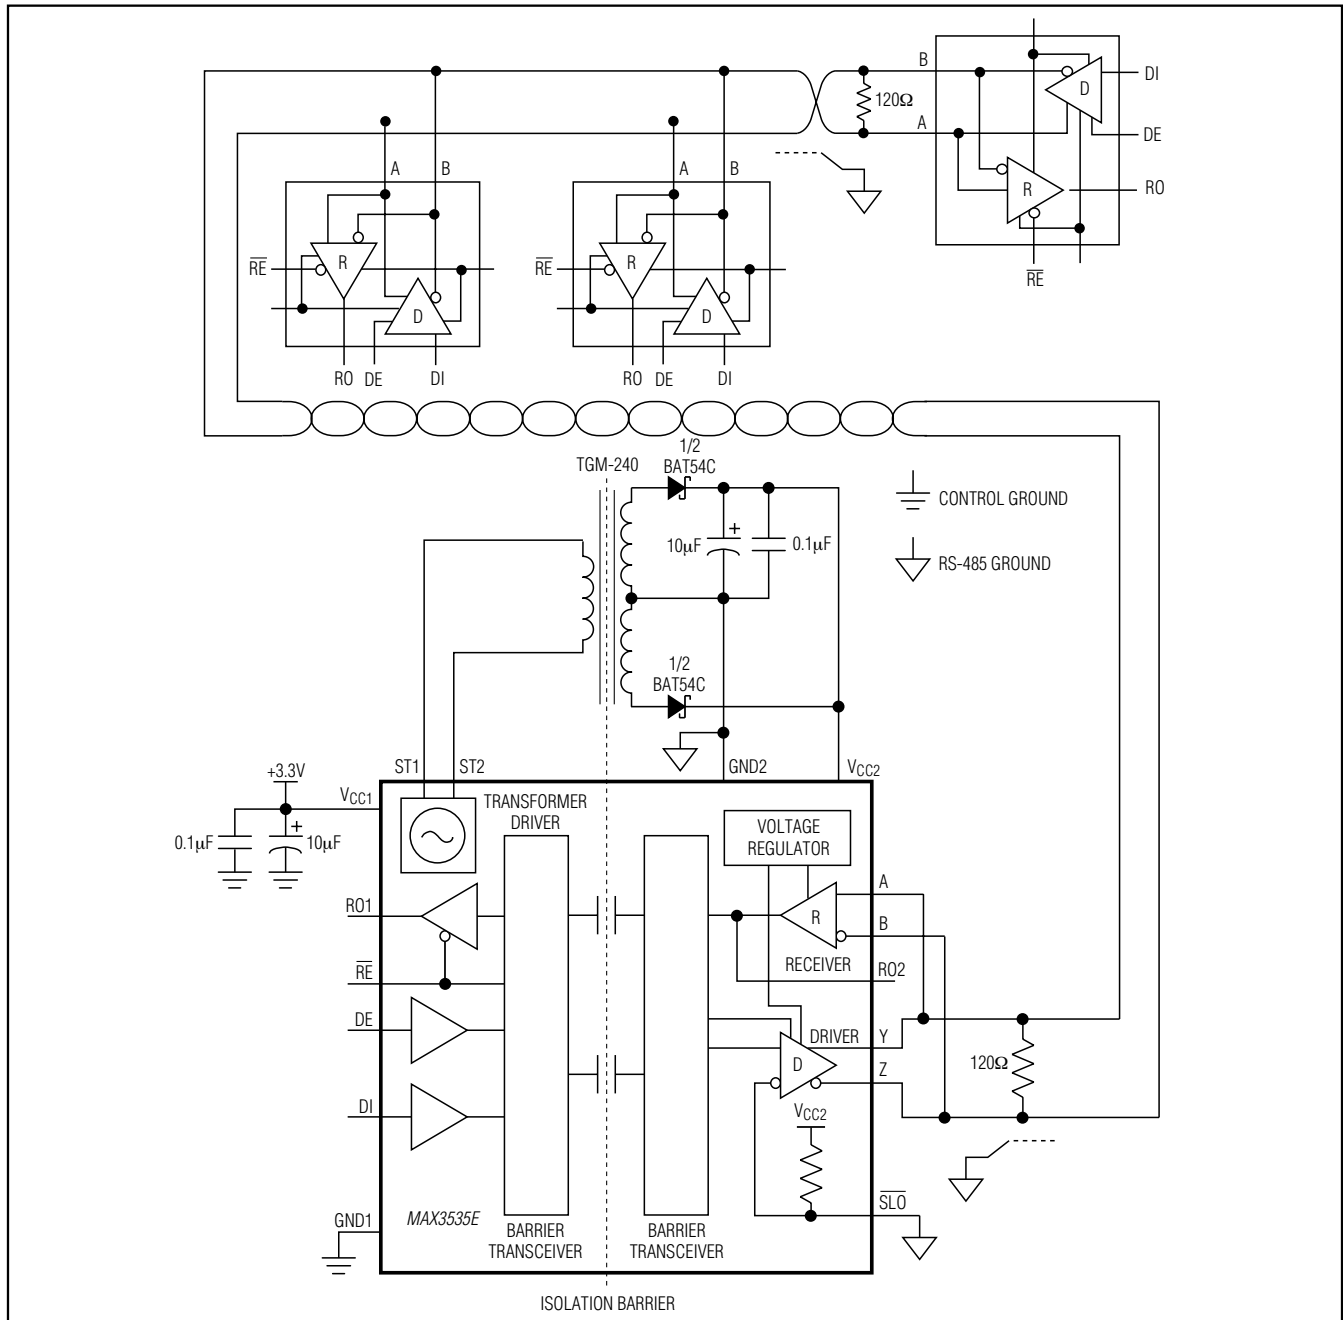 B
DI
120Ω
D
A
DE
A
B
A
B
R
RO
RE
R
RE
R
RE
D
D
RO
DE
DI
RO
DE
DI
1/2
BAT54C
TGM-240
CONTROL GROUND
10μF
+
0.1μF
RS-485 GROUND
1/2
BAT54C
ST1
ST2
GND2
VCC2
+3.3V
VCC1
TRANSFORMER
DRIVER
VOLTAGE
REGULATOR
0.1μF
+
10μF
A
RO1
R
B
RECEIVER
RE
RO2
DE
DRIVER
Y
120Ω
D
Z
DI
VCC2
SLO
GND1
MAX3535E
BARRIER
TRANSCEIVER
BARRIER
TRANSCEIVER
ISOLATION BARRIER